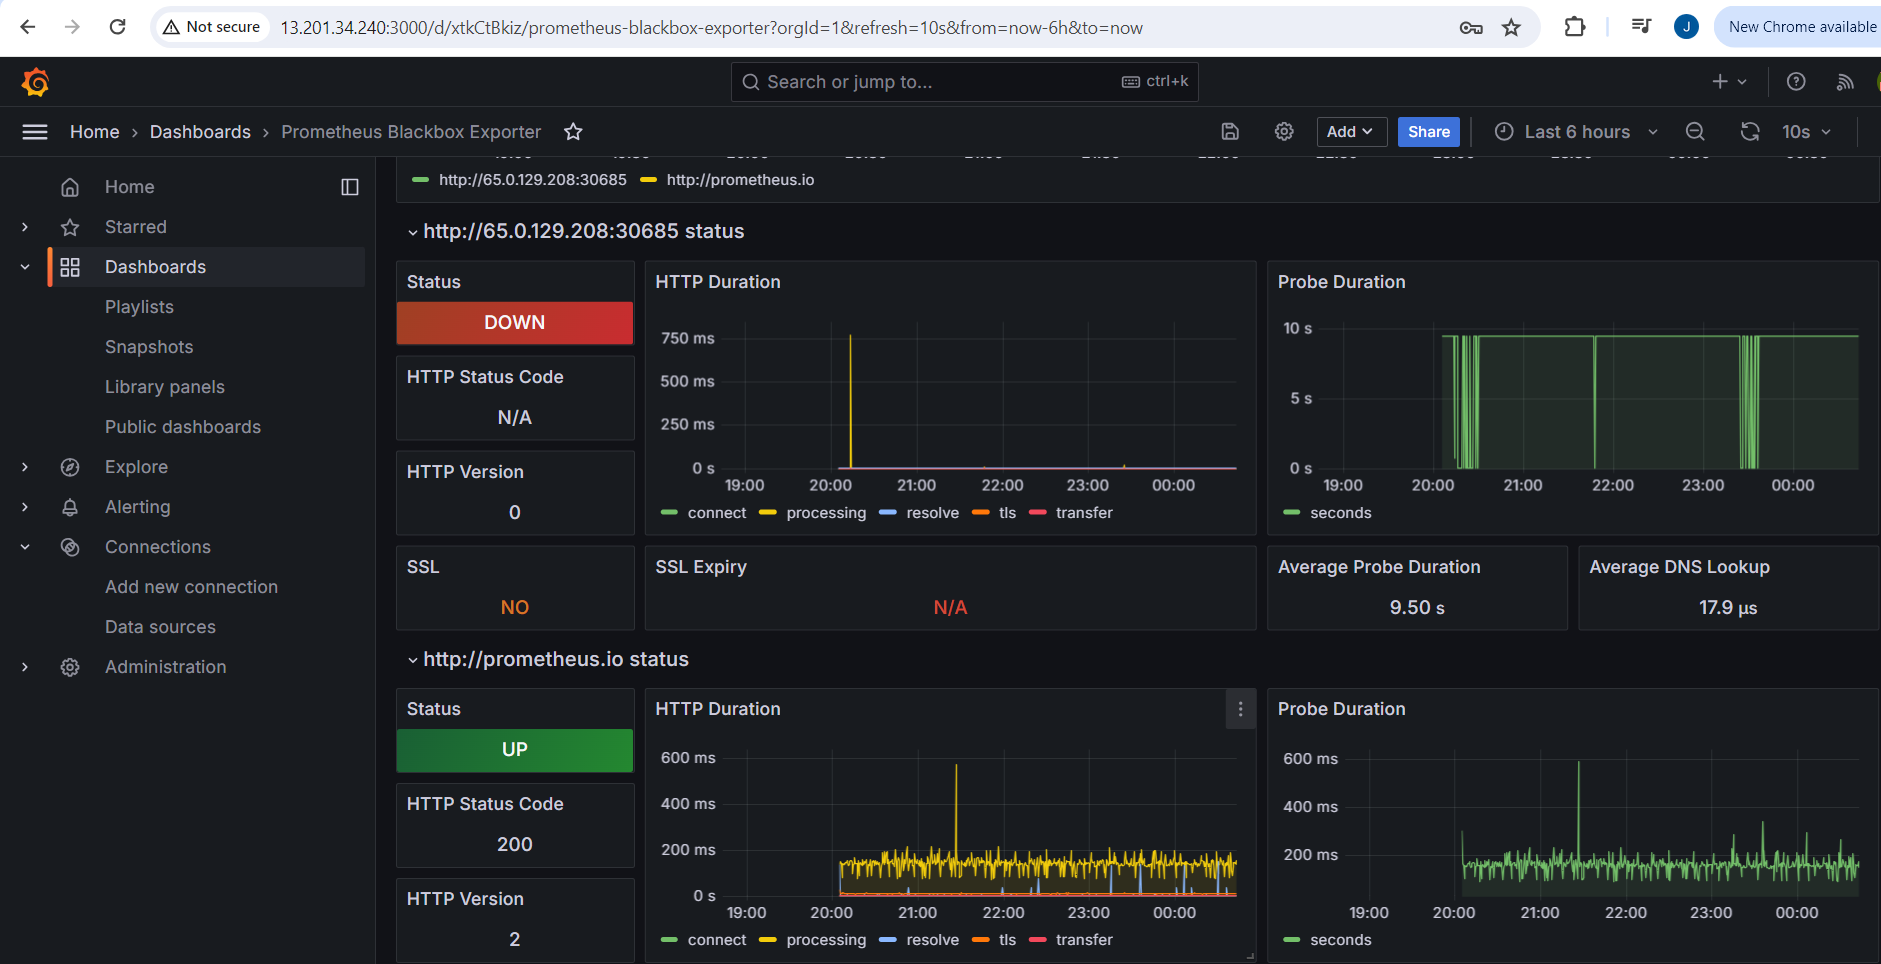 Not secure 13.201.34.240:3000/d/xtkCtBkiz/prometheus-blackbox-exporter?orgId=1&refresh=10s&from=now-6h&to=now J New Chrome available
Search or jump to... ctrl+k
Home › Dashboards › Prometheus Blackbox Exporter Add Share Last 6 hours 10s
Home
Starred
Dashboards
Playlists
Snapshots
Library panels
Public dashboards
Explore
Alerting
Connections
Add new connection
Data sources
Administration
http://65.0.129.208:30685 http://prometheus.io
http://65.0.129.208:30685 status
Status
DOWN
HTTP Status Code
N/A
HTTP Version
0
HTTP Duration
750 ms
500 ms
250 ms
0 s
19:00 20:00 21:00 22:00 23:00 00:00
connect processing resolve tls transfer
Probe Duration
10 s
5 s
0 s
19:00 20:00 21:00 22:00 23:00 00:00
seconds
SSL
NO
SSL Expiry
N/A
Average Probe Duration
9.50 s
Average DNS Lookup
17.9 µs
http://prometheus.io status
Status
UP
HTTP Status Code
200
HTTP Version
2
HTTP Duration
600 ms
400 ms
200 ms
0 s
19:00 20:00 21:00 22:00 23:00 00:00
connect processing resolve tls transfer
Probe Duration
600 ms
400 ms
200 ms
19:00 20:00 21:00 22:00 23:00 00:00
seconds